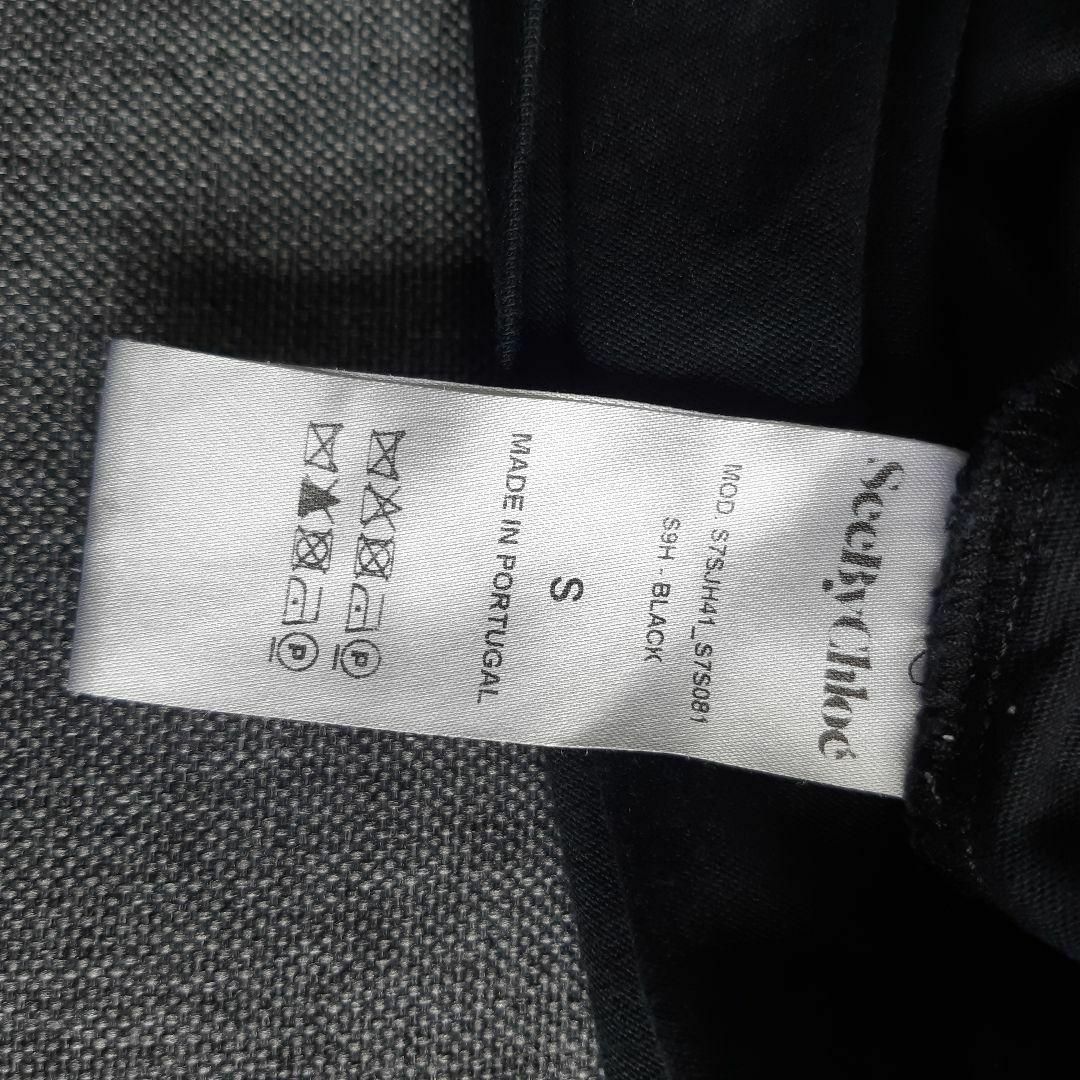 See By Chloé
MOD S7SJH41_S7S081
S9H - BLACK
S
MADE IN PORTUGAL
P
P